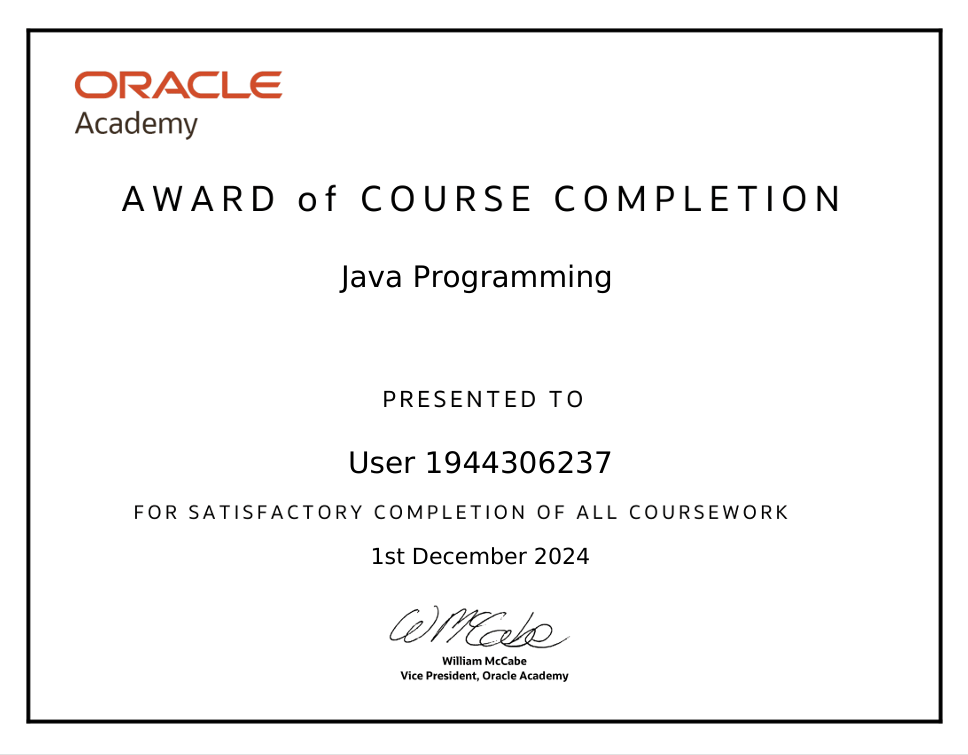 ORACLE
Academy
AWARD of COURSE COMPLETION
Java Programming
PRESENTED TO
User 1944306237
FOR SATISFACTORY COMPLETION OF ALL COURSEWORK
1st December 2024
W McCabe
William McCabe
Vice President, Oracle Academy